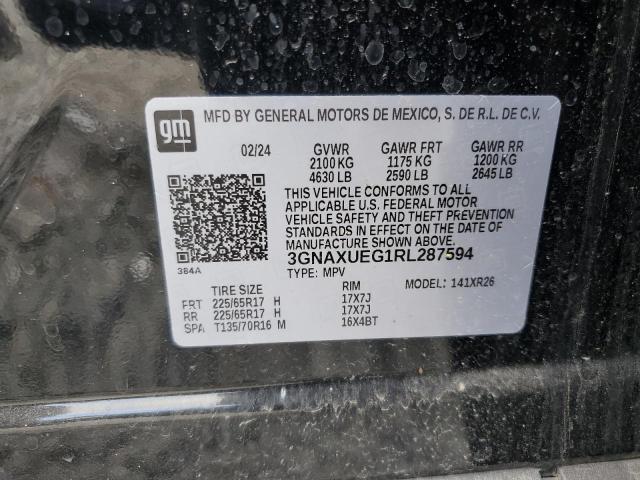 gm
MFD BY GENERAL MOTORS DE MEXICO, S. DE R.L. DE C.V.
02/24 GVWR GAWR FRT GAWR RR
2100 KG 1175 KG 1200 KG
4630 LB 2590 LB 2645 LB
THIS VEHICLE CONFORMS TO ALL
APPLICABLE U.S. FEDERAL MOTOR
VEHICLE SAFETY AND THEFT PREVENTION
STANDARDS IN EFFECT ON THE DATE OF
MANUFACTURE SHOWN ABOVE.
3GNAXUEG1RL287594
384A
TYPE: MPV MODEL: 141XR26
TIRE SIZE RIM
FRT 225/65R17 H 17X7J
RR 225/65R17 H 17X7J
SPA T135/70R16 M 16X4BT